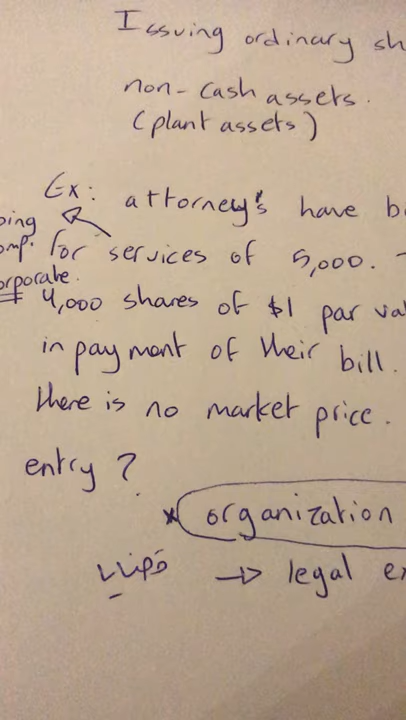 Issuing ordinary sh
non-cash assets.
(plant assets)
Ex: attorney's have b
for services of 5,000.
4,000 shares of $1 par va
in payment of their bill.
there is no market price.
entry?
* organization
→ legal ex